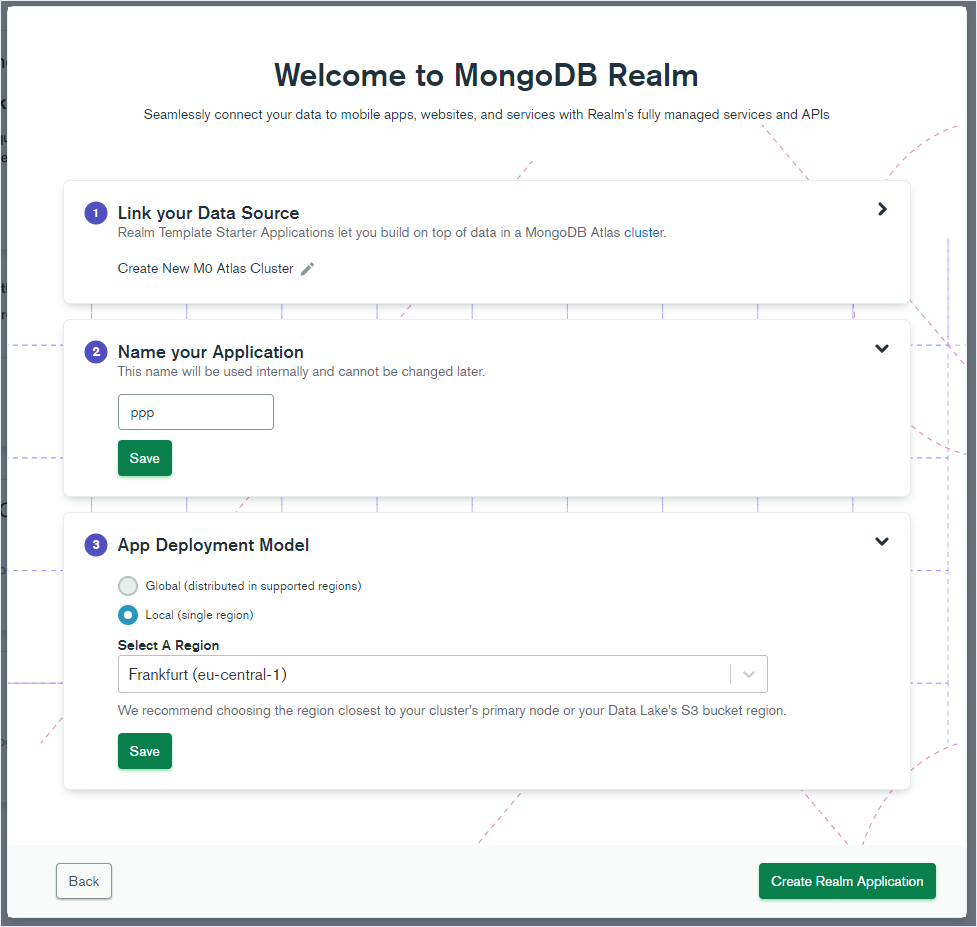 Welcome to MongoDB Realm
Seamlessly connect your data to mobile apps, websites, and services with Realm's fully managed services and APIs
1
Link your Data Source
Realm Template Starter Applications let you build on top of data in a MongoDB Atlas cluster.
Create New M0 Atlas Cluster
2
Name your Application
This name will be used internally and cannot be changed later.
ppp
Save
3
App Deployment Model
Global (distributed in supported regions)
Local (single region)
Select A Region
Frankfurt (eu-central-1)
We recommend choosing the region closest to your cluster's primary node or your Data Lake's S3 bucket region.
Save
Back
Create Realm Application